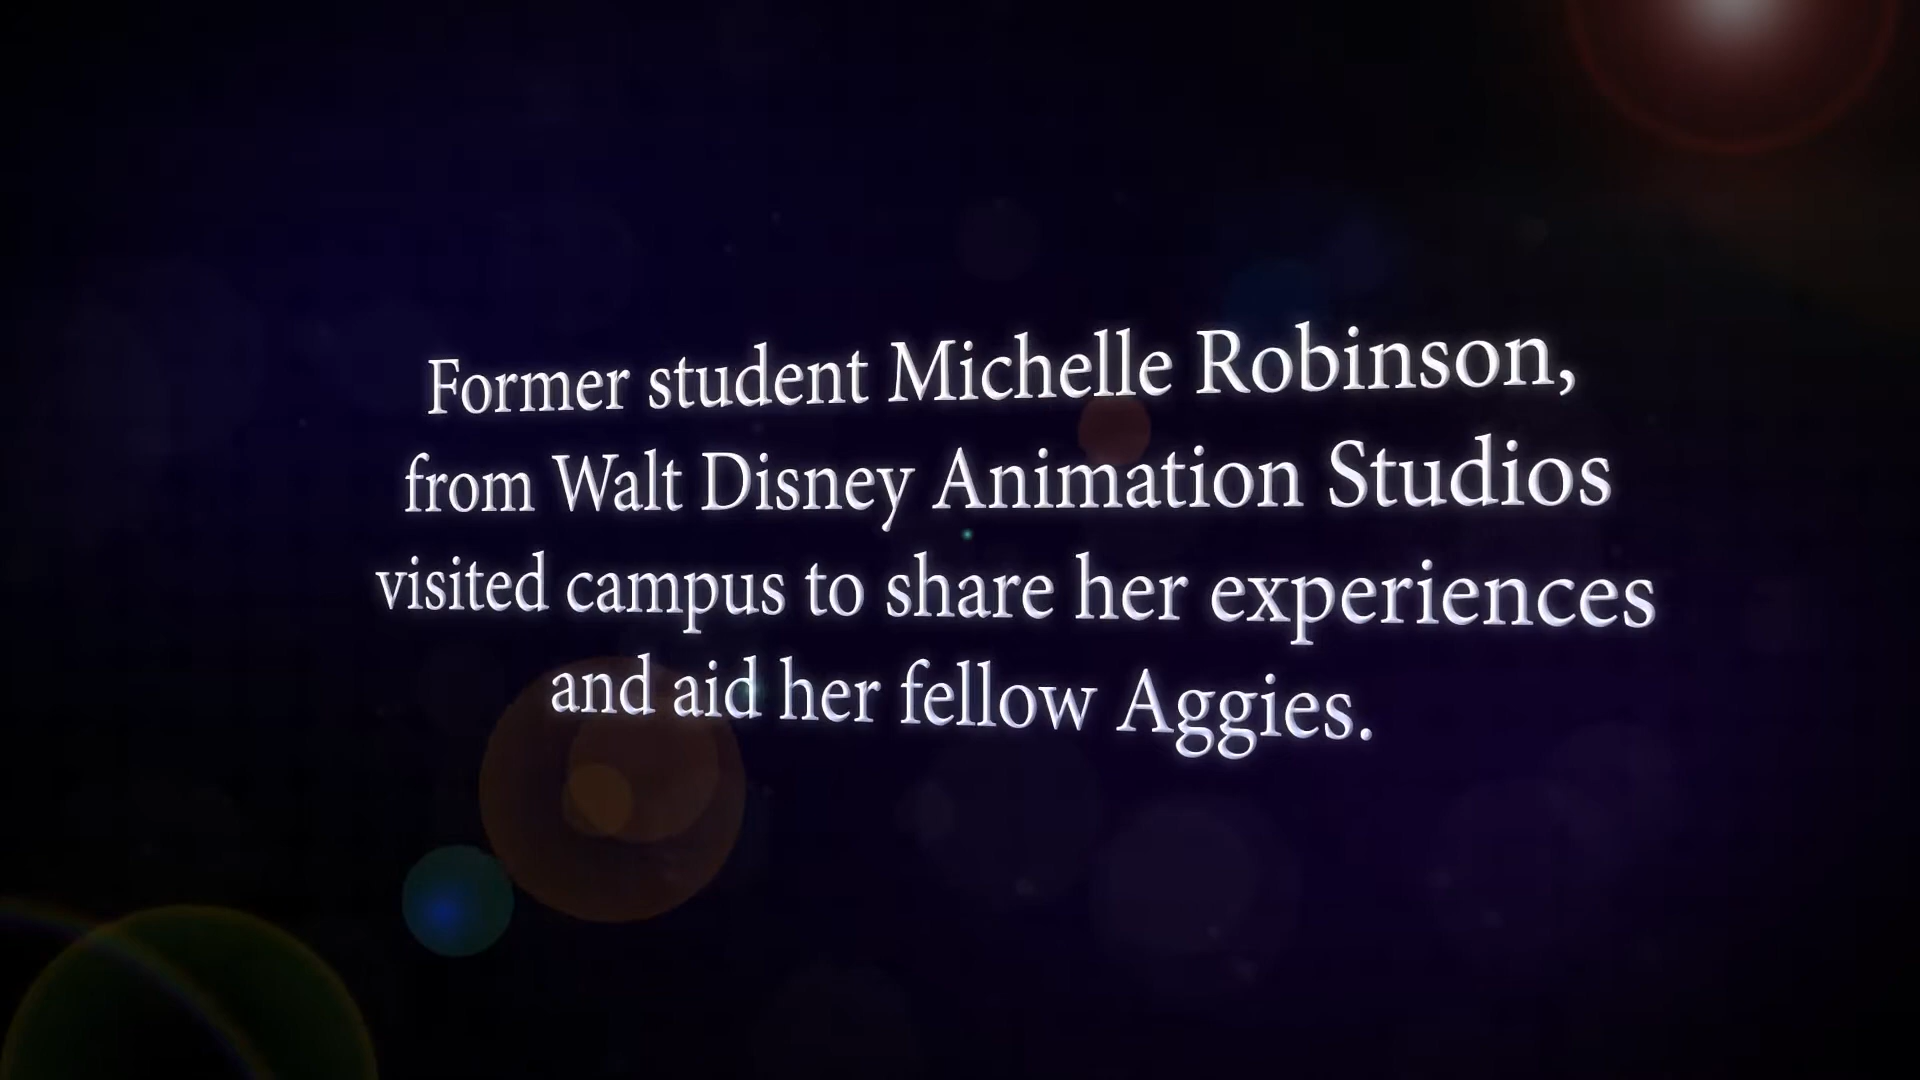 Former student Michelle Robinson,
from Walt Disney Animation Studios
visited campus to share her experiences
and aid her fellow Aggies.